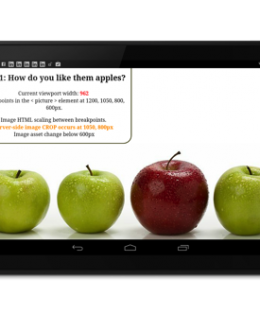 1: How do you like them apples?
Current viewport width: 962
points in the < picture > element at 1200, 1050, 800,
600px.
Image HTML scaling between breakpoints.
rver-side image CROP occurs at 1050, 800px
Image asset change below 600px